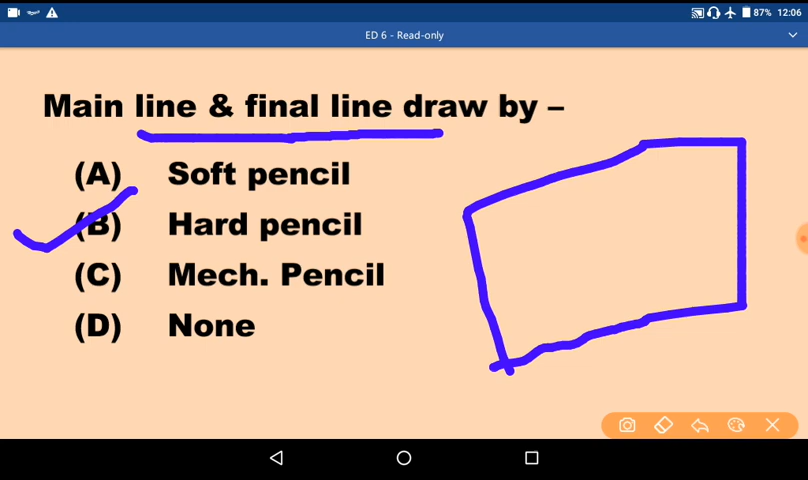 87% 12:06
ED 6 - Read-only
Main line & final line draw by –
(A) Soft pencil
(B) Hard pencil
(C) Mech. Pencil
(D) None